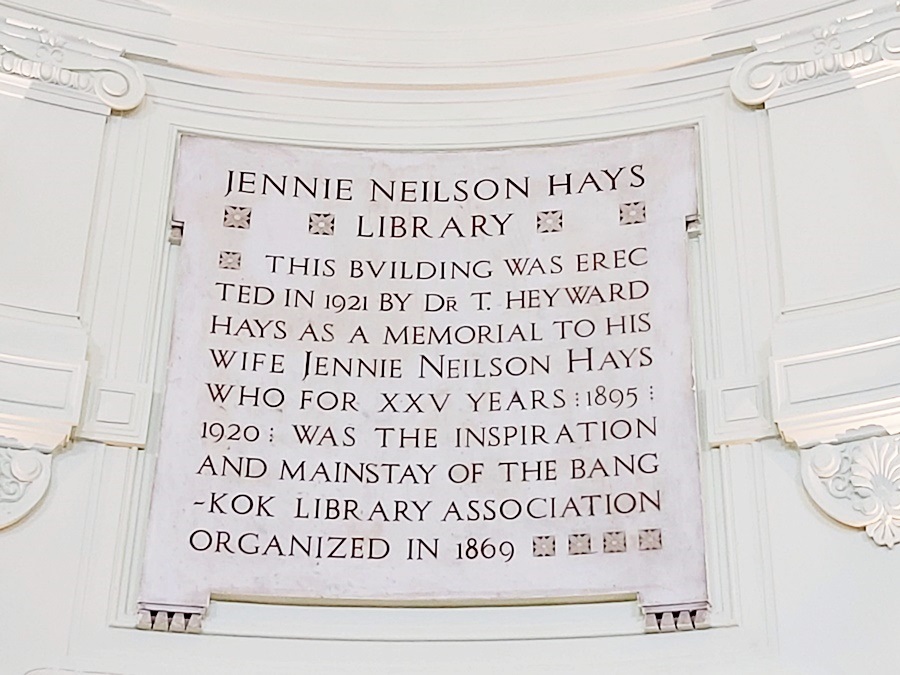 JENNIE NEILSON HAYS
LIBRARY
THIS BVILDING WAS EREC
TED IN 1921 BY DR T. HEYWARD
HAYS AS A MEMORIAL TO HIS
WIFE JENNIE NEILSON HAYS
WHO FOR XXV YEARS ⁝1895⁝
1920⁝ WAS THE INSPIRATION
AND MAINSTAY OF THE BANG
-KOK LIBRARY ASSOCIATION
ORGANIZED IN 1869